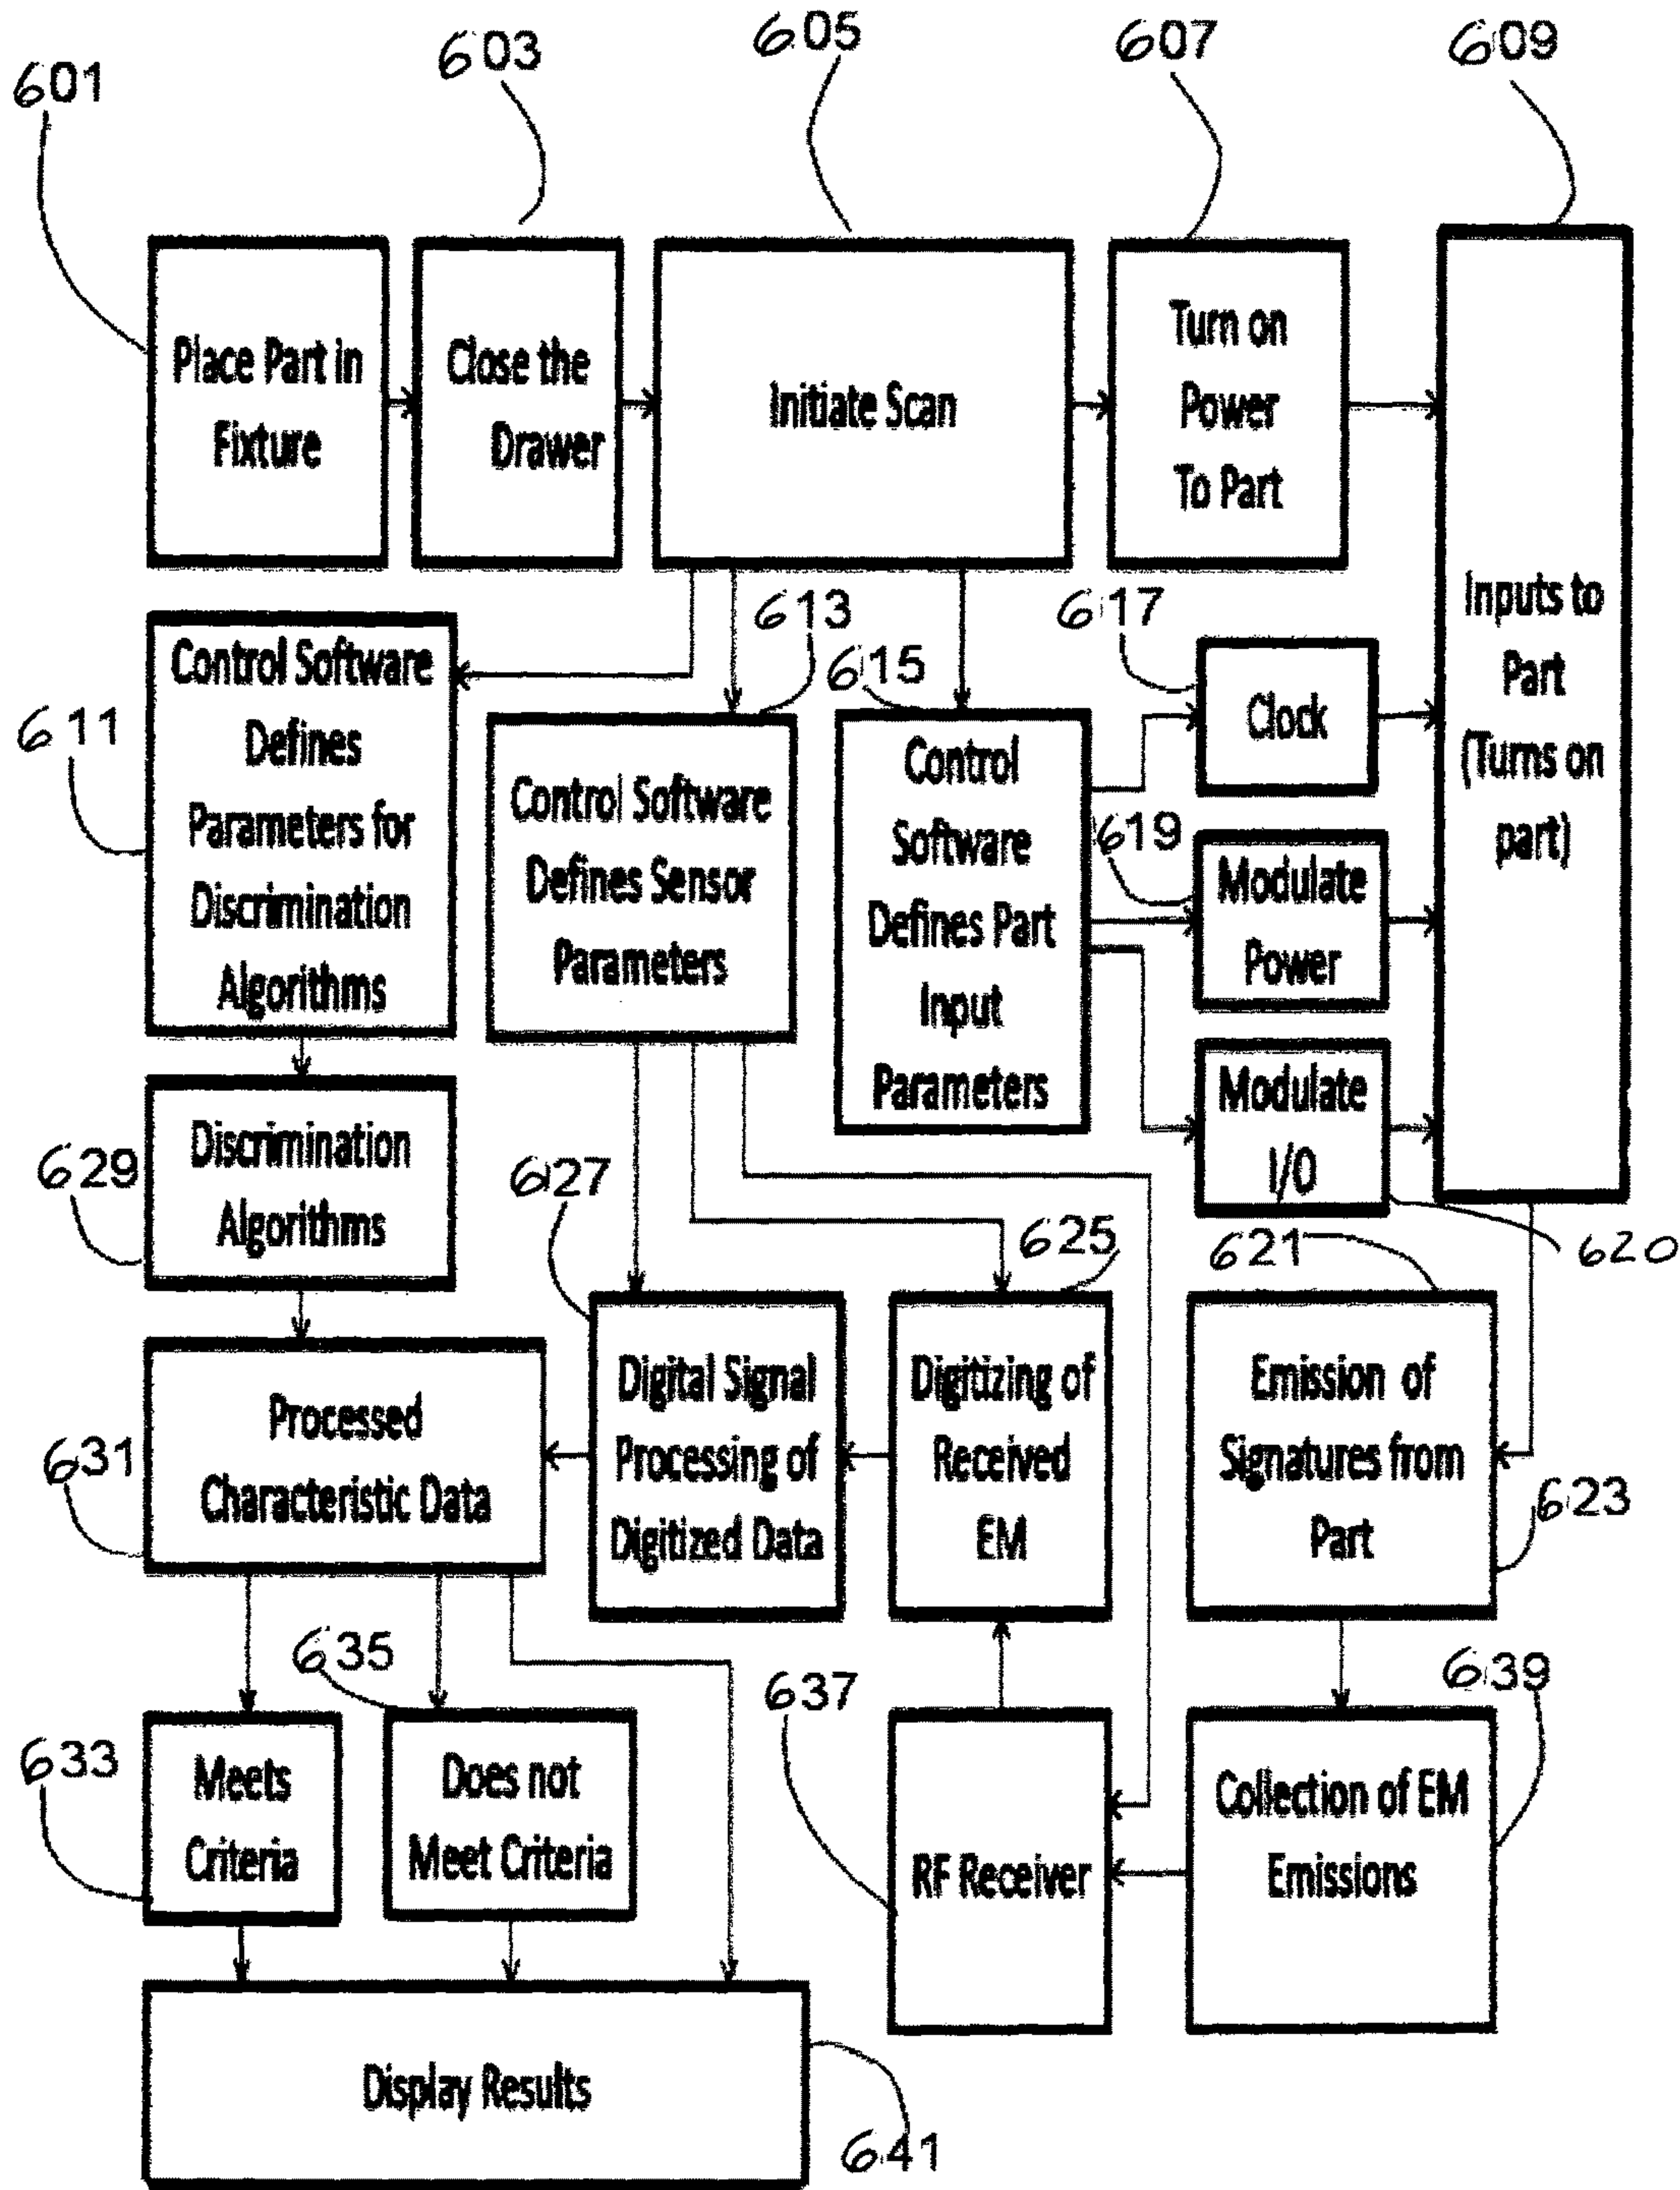 601
603
605
607
609
Place Part in
Fixture
Close the
Drawer
Initiate Scan
Turn on
Power
To Part
Inputs to
Part
(Turns on
part)
611
Control Software
Defines
Parameters for
Discrimination
Algorithms
613
Control Software
Defines Sensor
Parameters
615
Control
Software
Defines Part
Input
Parameters
617
Clock
619
Modulate
Power
Modulate
I/O
620
629
Discrimination
Algorithms
627
Digital Signal
Processing of
Digitized Data
625
Digitizing of
Received
EM
621
Emission of
Signatures from
Part
623
631
Processed
Characteristic Data
633
Meets
Criteria
635
Does not
Meet Criteria
637
RF Receiver
639
Collection of EM
Emissions
Display Results
641